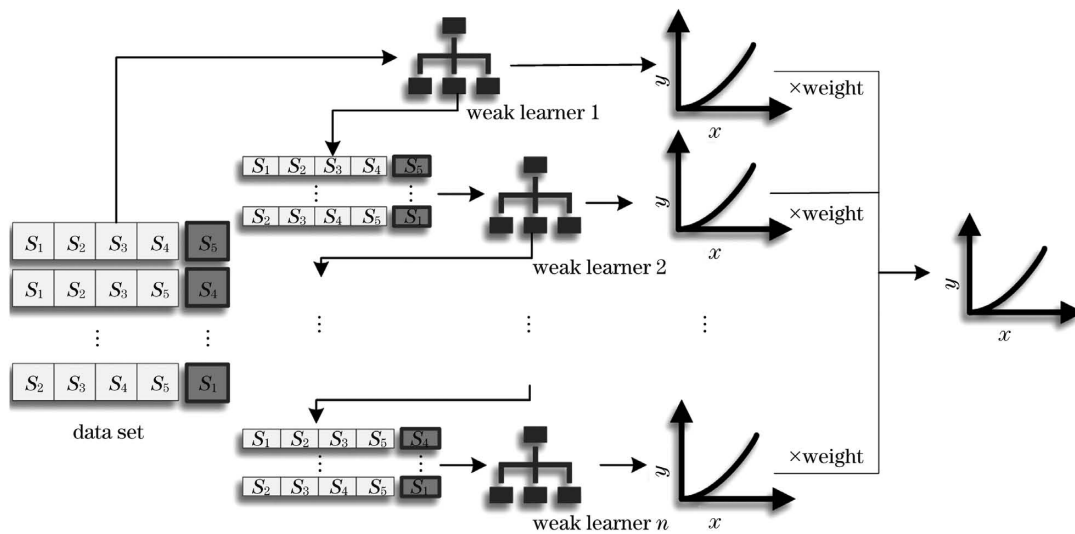 y
x
×weight
weak learner 1
S₁ S₂ S₃ S₄ S₅
⋮ ⋮
S₂ S₃ S₄ S₅ S₁
y
x
×weight
weak learner 2
S₁ S₂ S₃ S₄ S₅
S₁ S₂ S₃ S₅ S₄
⋮ ⋮
S₂ S₃ S₄ S₅ S₁
data set
⋮ ⋮ ⋮
y
x
S₁ S₂ S₃ S₅ S₄
⋮ ⋮
S₂ S₃ S₄ S₅ S₁
weak learner n
y
x
×weight